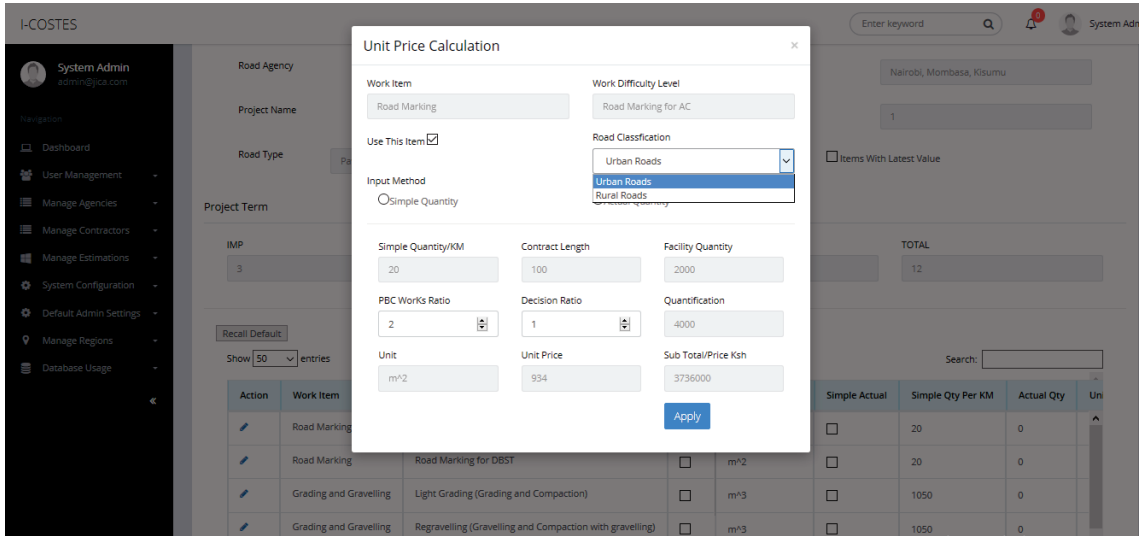 I-COSTES
Enter keyword
0
System Adm
System Admin
admin@jica.com
Navigation
Dashboard
User Management
Manage Agencies
Manage Contractors
Manage Estimations
System Configuration
Default Admin Settings
Manage Regions
Database Usage
Road Agency
Nairobi, Mombasa, Kisumu
Project Name
1
Road Type
Pa
Items With Latest Value
Project Term
IMP
TOTAL
3
12
Recall Default
Show 50 entries
Search:
Action Work Item Simple Actual Simple Qty Per KM Actual Qty Uni
Road Marking 20 0
Road Marking Road Marking for DBST m^2 20 0
Grading and Gravelling Light Grading (Grading and Compaction) m^3 1050 0
Grading and Gravelling Regravelling (Gravelling and Compaction with gravelling) m^3 1050 0
Unit Price Calculation ×
Work Item Work Difficulty Level
Road Marking Road Marking for AC
Use This Item Road Classfication
Urban Roads
Urban Roads
Rural Roads
Input Method
Simple Quantity Actual Quantity
Simple Quantity/KM Contract Length Facility Quantity
20 100 2000
PBC WorKs Ratio Decision Ratio Quantification
2 1 4000
Unit Unit Price Sub Total/Price Ksh
m^2 934 3736000
Apply